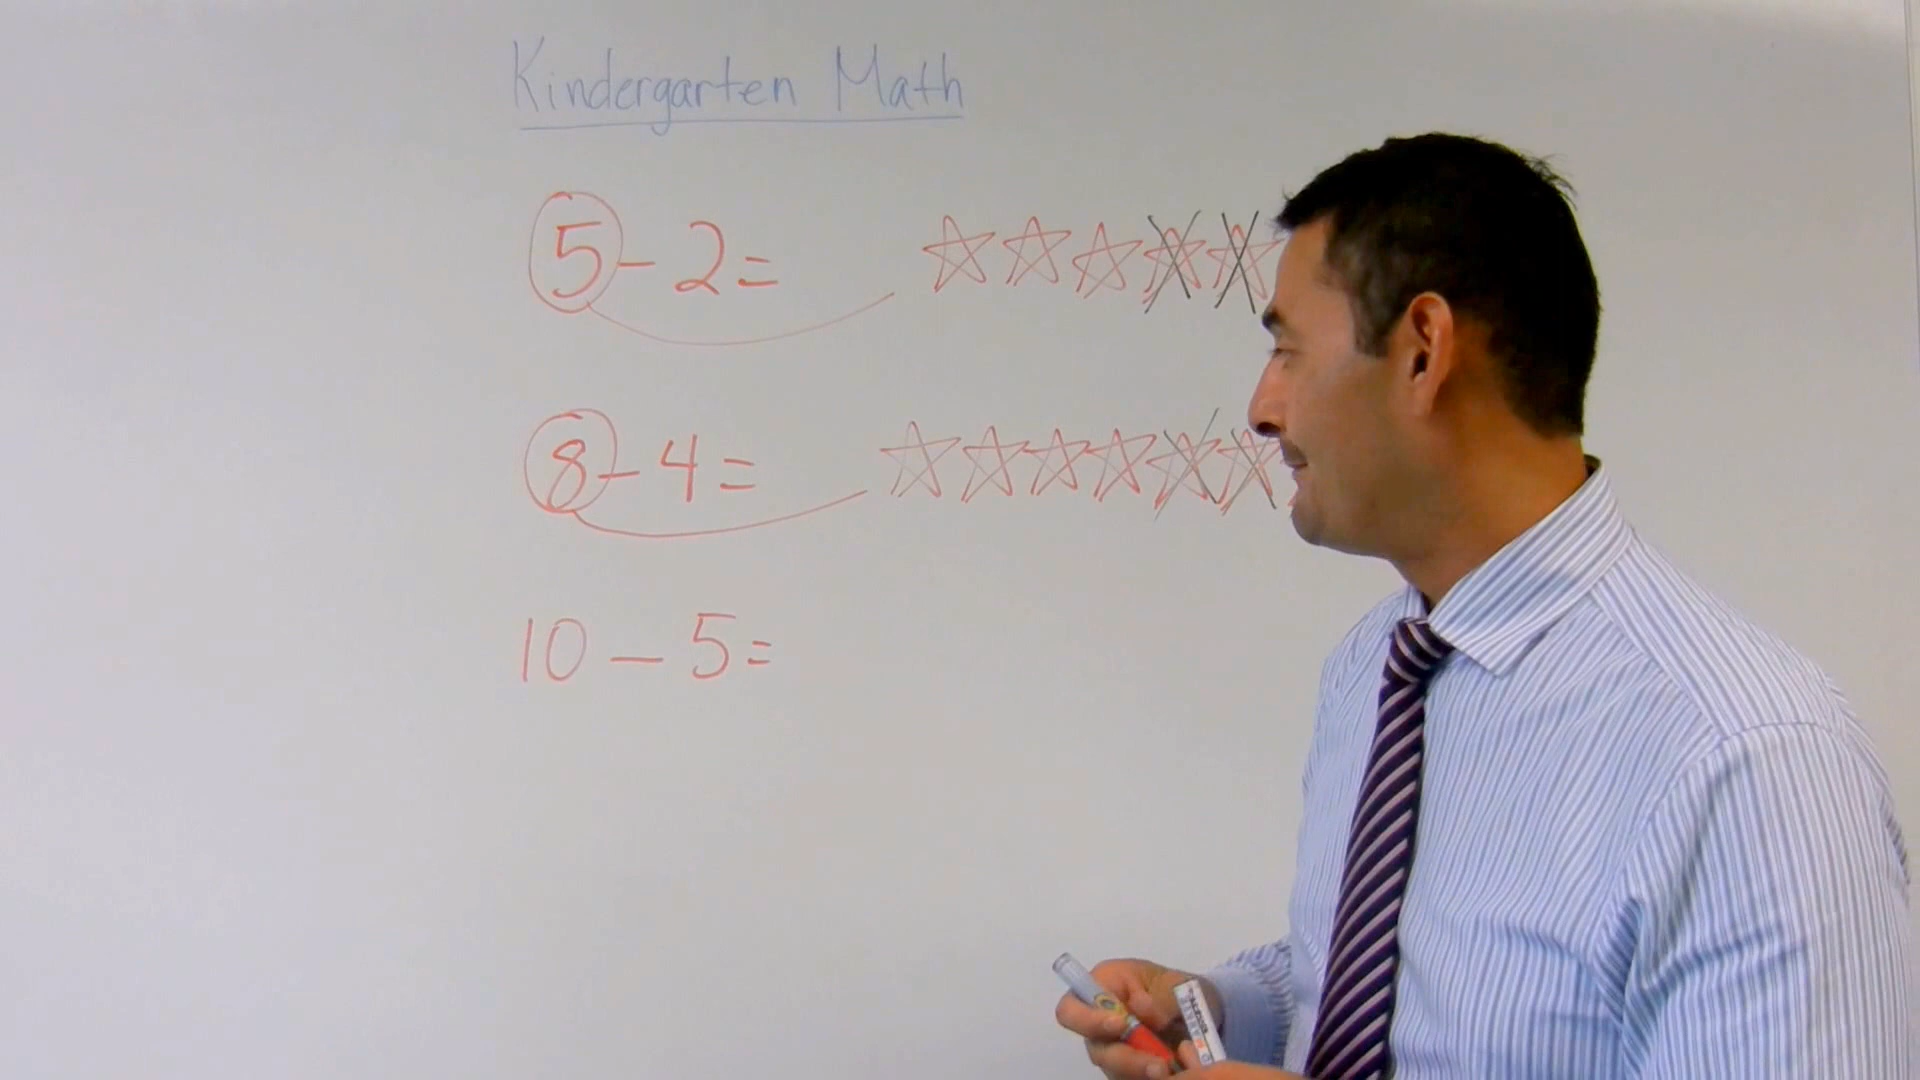 Kindergarten Math
5 - 2 =
8 - 4 =
10 - 5 =